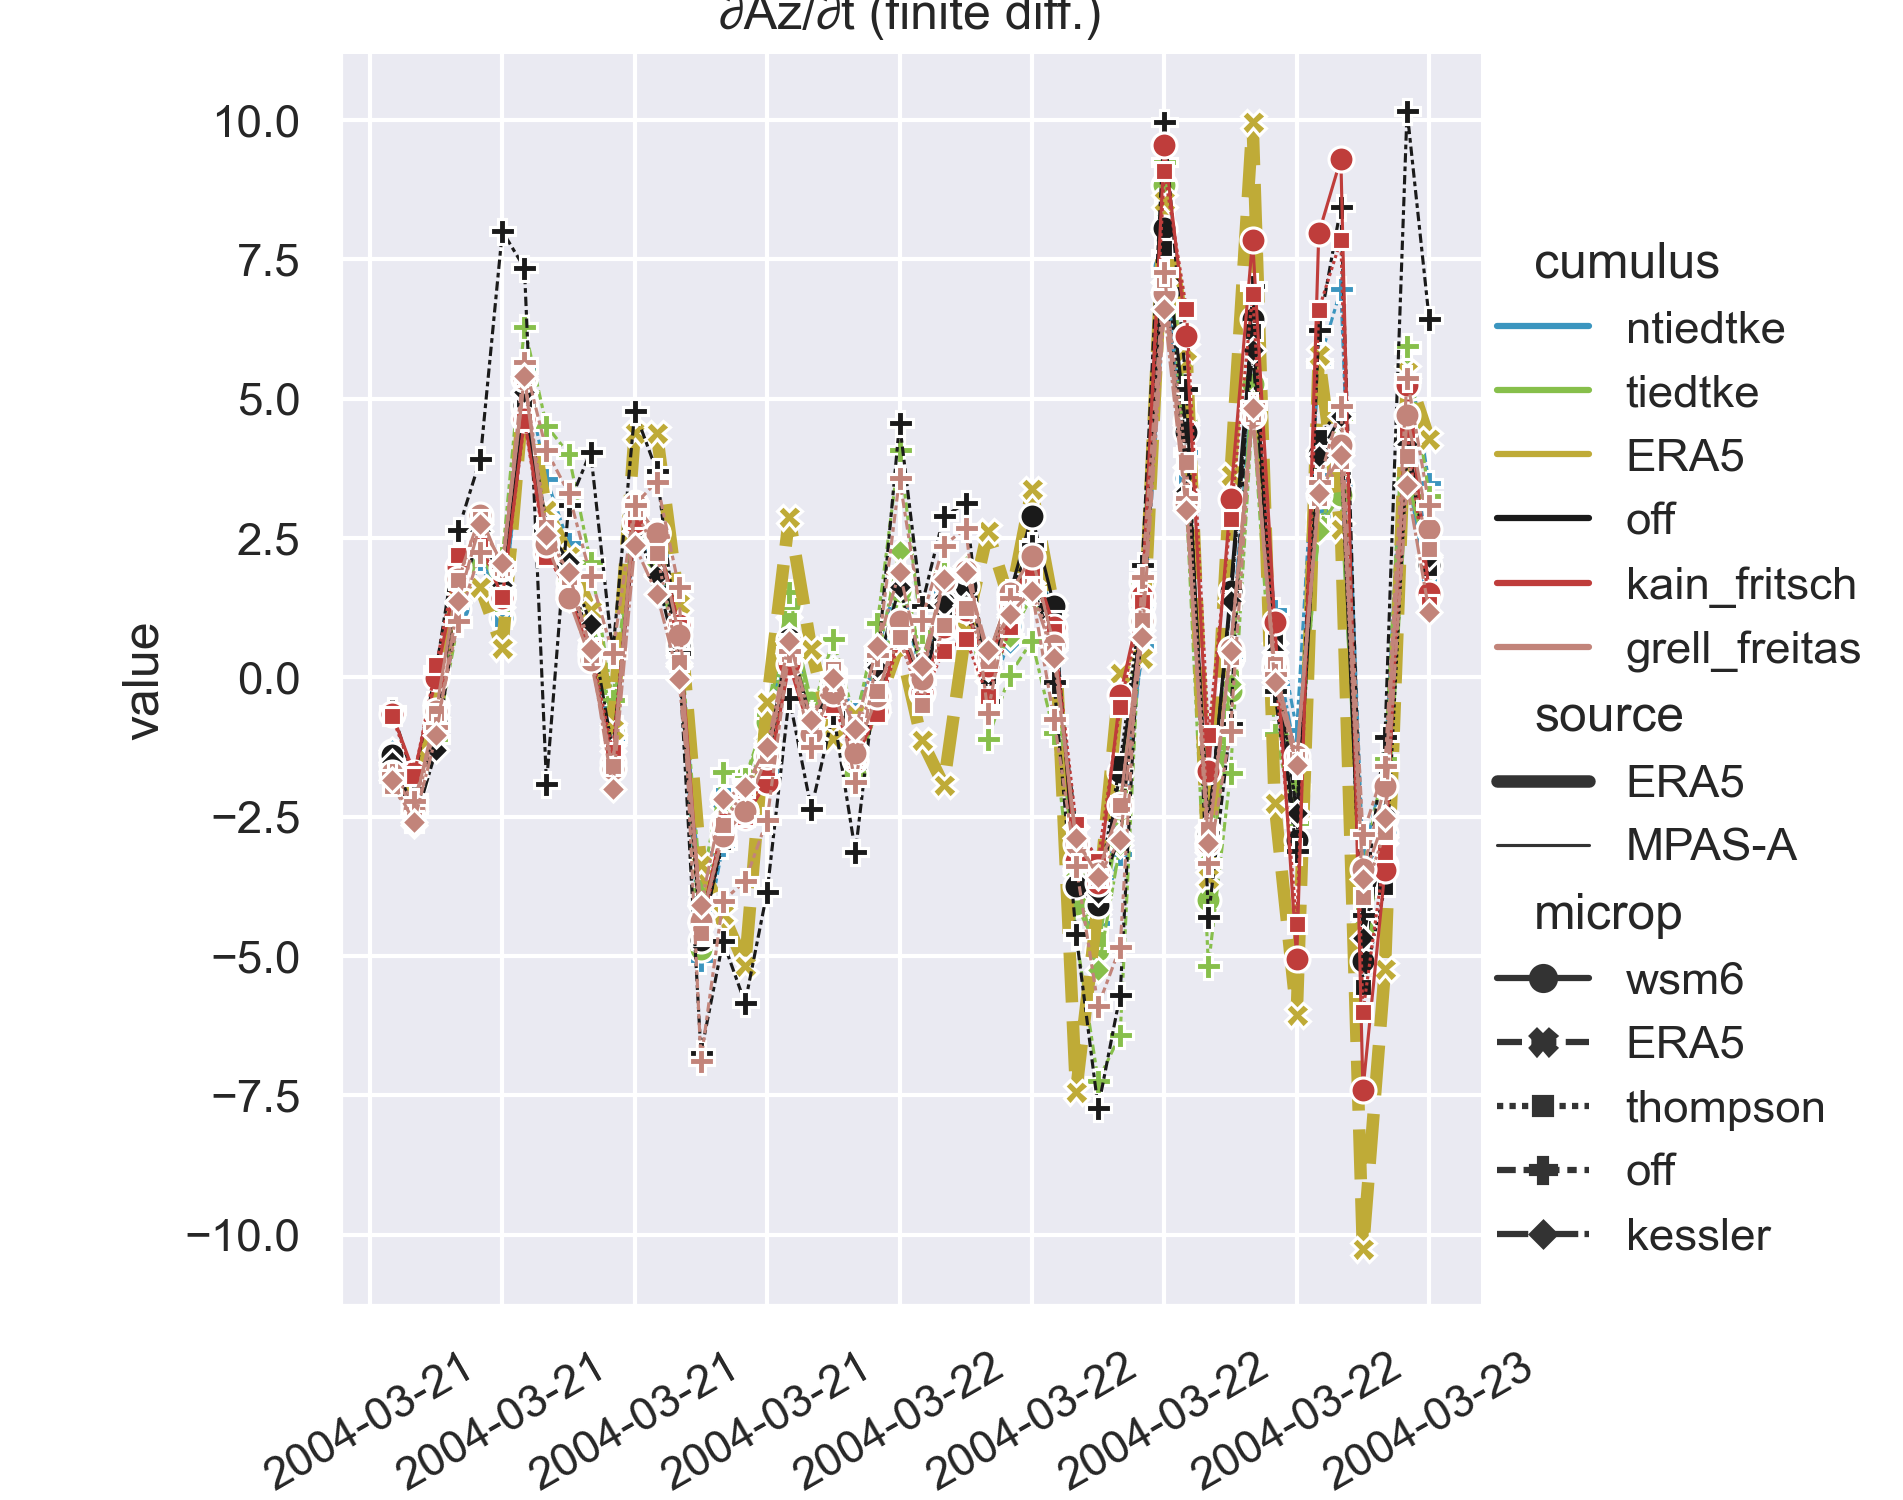 ∂Az/∂t (finite diff.)
10.0
7.5
5.0
2.5
0.0
−2.5
−5.0
−7.5
−10.0
value
2004-03-21
2004-03-21
2004-03-21
2004-03-21
2004-03-22
2004-03-22
2004-03-22
2004-03-22
2004-03-23
cumulus
ntiedtke
tiedtke
ERA5
off
kain_fritsch
grell_freitas
source
ERA5
MPAS-A
microp
wsm6
ERA5
thompson
off
kessler